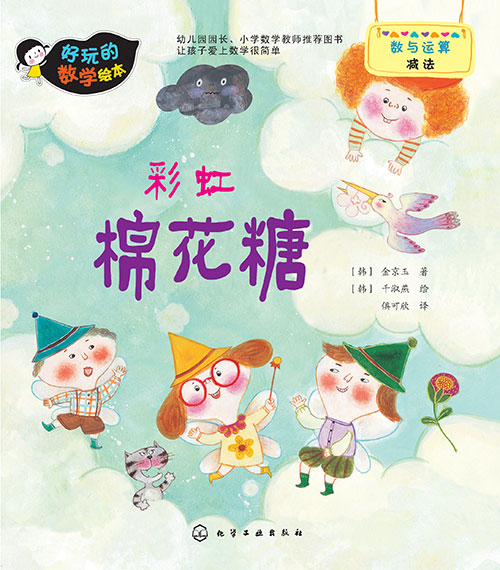 好玩的
数学绘本
幼儿园园长、小学数学教师推荐图书
让孩子爱上数学很简单
数与运算
减法
彩虹
棉花糖
[韩] 金京玉 著
[韩] 千淑燕 绘
俱可欣 译
化学工业出版社